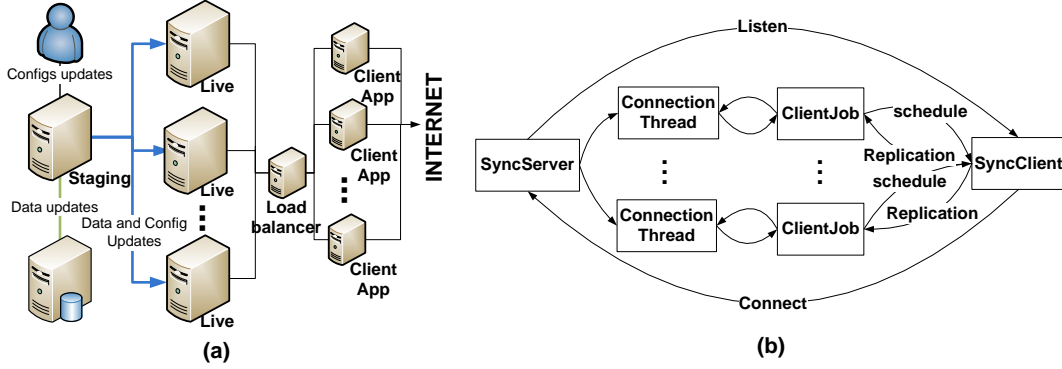 Configs updates
Staging
Data updates
Data and Config
Updates
Live
Live
Live
Load
balancer
Client
App
Client
App
Client
App
INTERNET
(a)
Listen
SyncServer
Connection
Thread
ClientJob
schedule
Replication
SyncClient
schedule
Connection
Thread
ClientJob
Replication
Connect
(b)